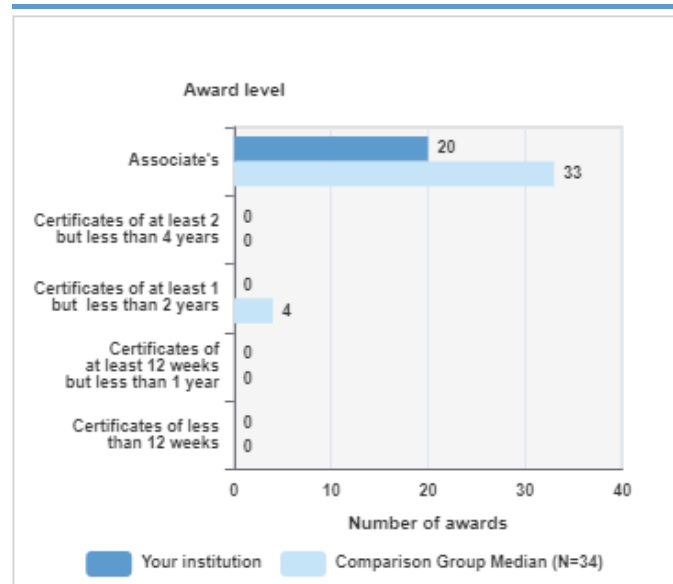 Award level
Associate's
20
33
Certificates of at least 2
but less than 4 years
0
0
Certificates of at least 1
but less than 2 years
0
4
Certificates of
at least 12 weeks
but less than 1 year
0
0
Certificates of less
than 12 weeks
0
0
0 10 20 30 40
Number of awards
Your institution Comparison Group Median (N=34)